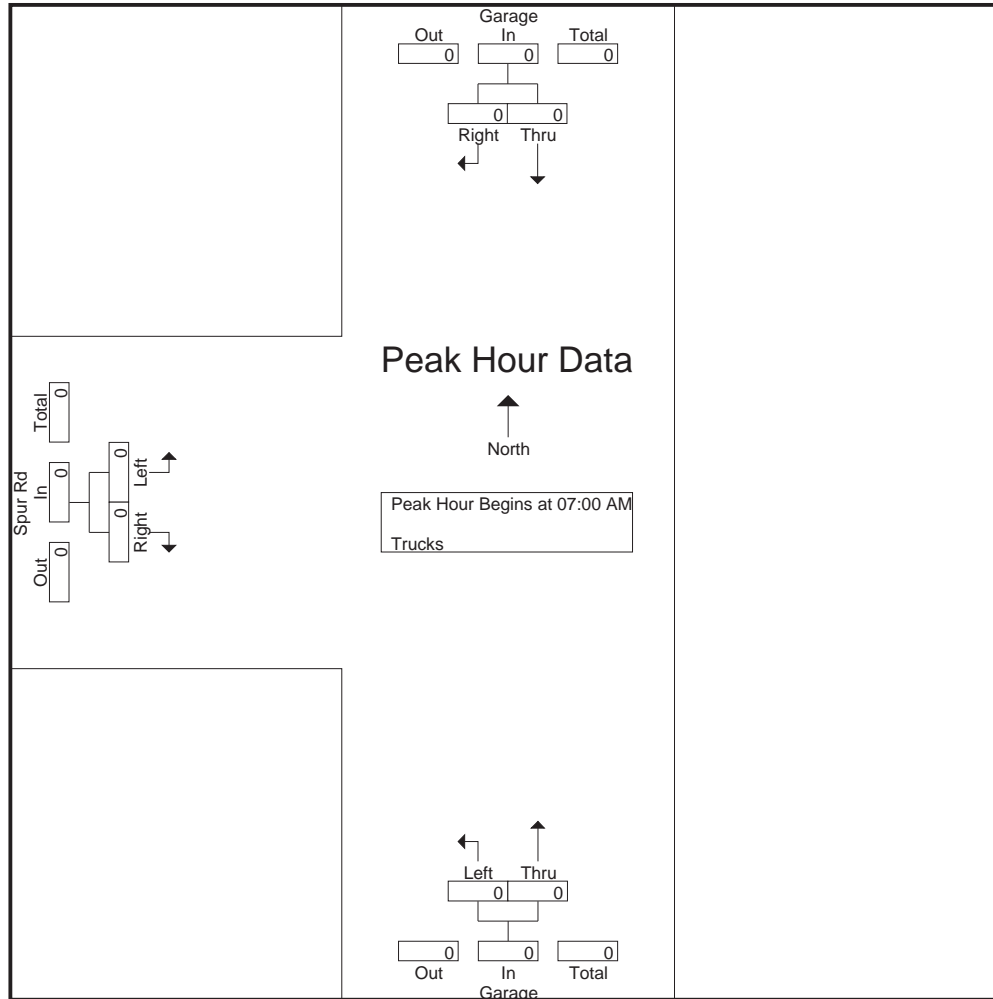 Garage
Out In Total
0 0 0
0 0
Right Thru
Peak Hour Data
North
Peak Hour Begins at 07:00 AM
Trucks
Spur Rd
Total
0
In
0
Out
0
0
Left
0
Right
Left Thru
0 0
0 0 0
Out In Total
Garage